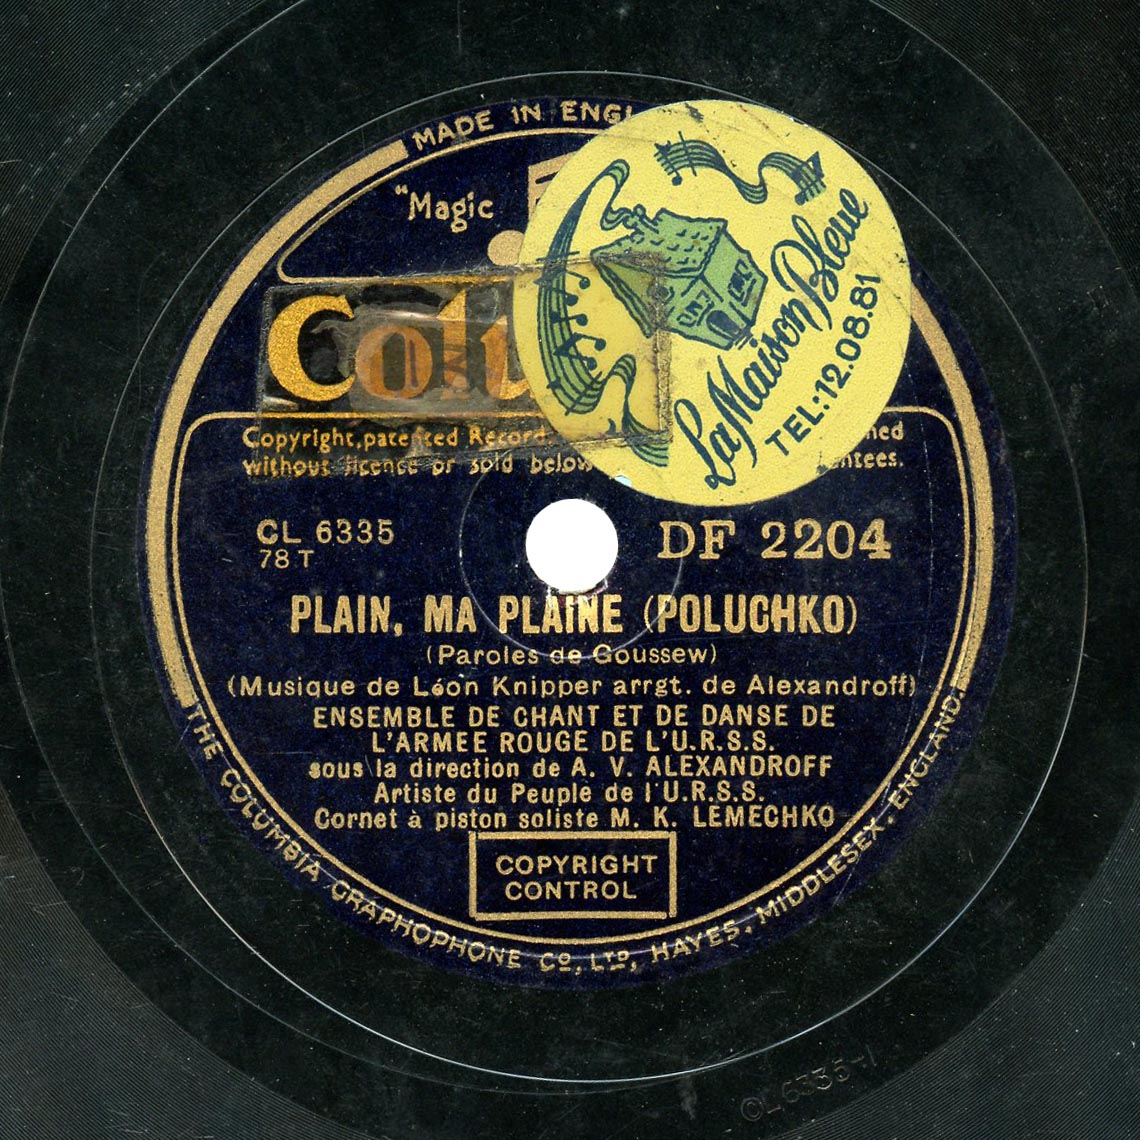 MADE IN ENGL
"Magic
Colu
La Maison Bleue
TEL: 12.08.81
Copyright, patented Record.
without licence or sold below
CL 6335
78 T
DF 2204
PLAIN, MA PLAINE (POLUCHKO)
(Paroles de Goussew)
(Musique de Léon Knipper arrgt. de Alexandroff)
ENSEMBLE DE CHANT ET DE DANSE DE
L'ARMEE ROUGE DE L'U.R.S.S.
sous la direction de A. V. ALEXANDROFF
Artiste du Peuple de l'U.R.S.S.
Cornet à piston soliste M. K. LEMECHKO
COPYRIGHT
CONTROL
THE COLUMBIA GRAPHOPHONE CO, LTD, HAYES, MIDDLESEX, ENGLAND.
CL 6335-1